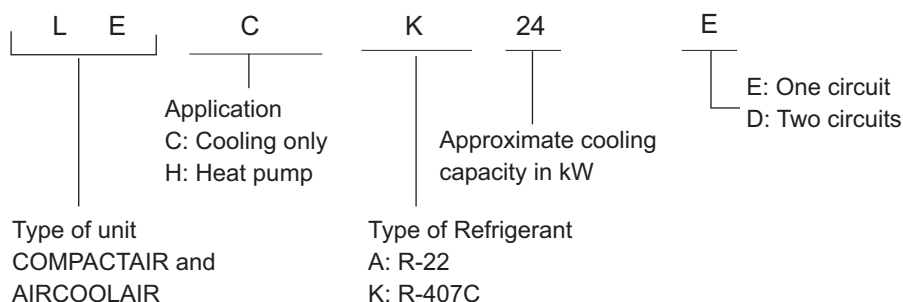 L E C K 24 E
E: One circuit
D: Two circuits
Application
C: Cooling only
H: Heat pump
Approximate cooling
capacity in kW
Type of unit
COMPACTAIR and
AIRCOOLAIR
Type of Refrigerant
A: R-22
K: R-407C